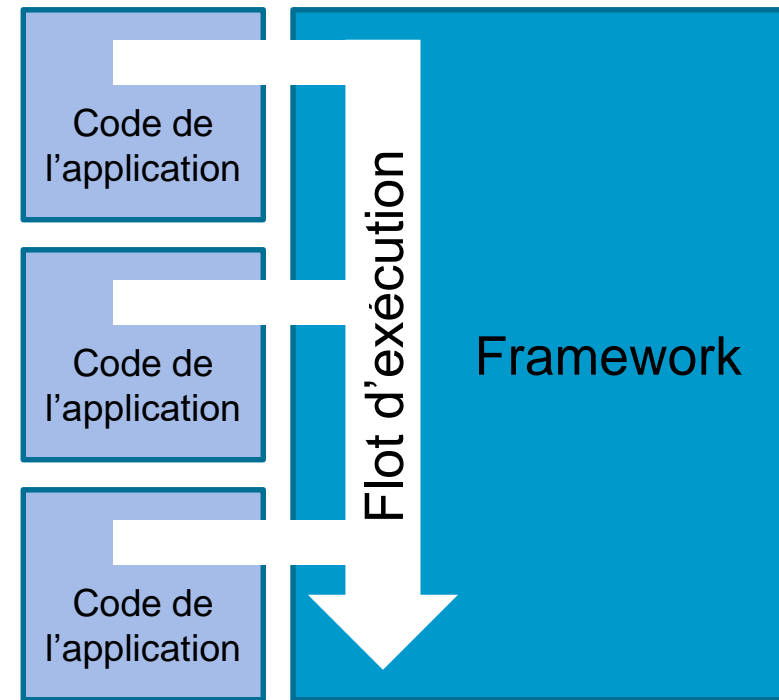 Code de
l’application
Code de
l’application
Code de
l’application
Flot d’exécution
Framework